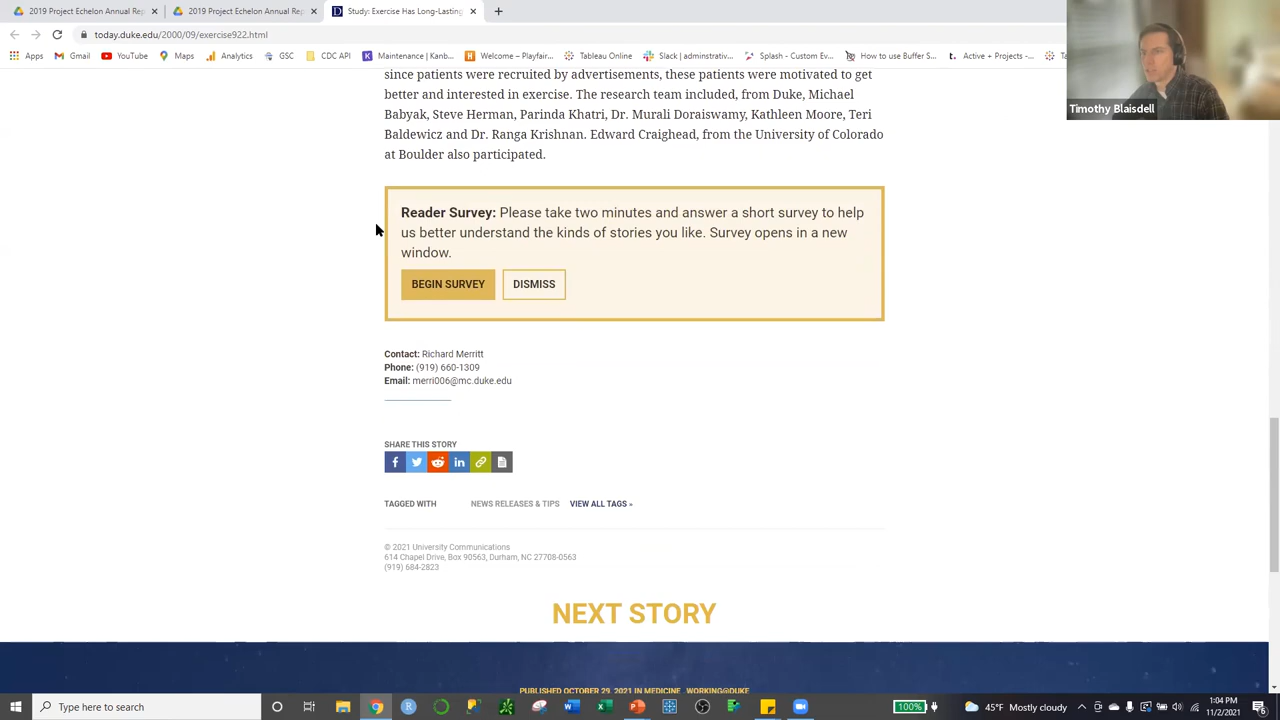 2019 Project Echelon Annual Rep
2019 Project Echelon Annual Rep
Study: Exercise Has Long-Lasting
today.duke.edu/2000/09/exercise922.html
Apps
Gmail
YouTube
Maps
Analytics
GSC
CDC API
Maintenance | Kanb...
Welcome – Playfair...
Tableau Online
Slack | adminstrativ...
Splash - Custom Ev...
How to use Buffer S...
Active + Projects -...
Timothy Blaisdell
since patients were recruited by advertisements, these patients were motivated to get
better and interested in exercise. The research team included, from Duke, Michael
Babyak, Steve Herman, Parinda Khatri, Dr. Murali Doraiswamy, Kathleen Moore, Teri
Baldewicz and Dr. Ranga Krishnan. Edward Craighead, from the University of Colorado
at Boulder also participated.
Reader Survey: Please take two minutes and answer a short survey to help
us better understand the kinds of stories you like. Survey opens in a new
window.
BEGIN SURVEY DISMISS
Contact: Richard Merritt
Phone: (919) 660-1309
Email: merri006@mc.duke.edu
SHARE THIS STORY
TAGGED WITH NEWS RELEASES & TIPS VIEW ALL TAGS »
© 2021 University Communications
614 Chapel Drive, Box 90563, Durham, NC 27708-0563
(919) 684-2823
NEXT STORY
PUBLISHED OCTOBER 29, 2021 IN MEDICINE, WORKING@DUKE
Type here to search
100%
45°F Mostly cloudy
1:04 PM
11/2/2021